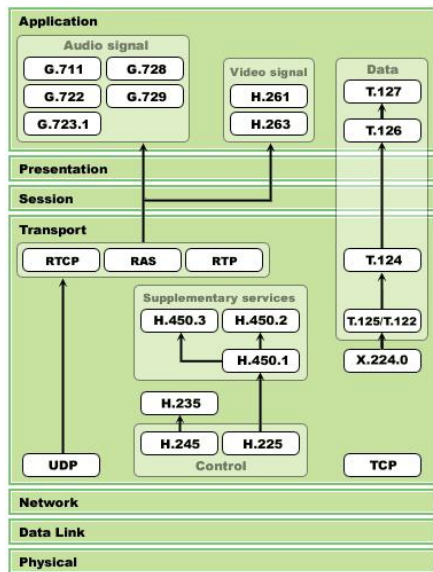 Application
Audio signal
G.711
G.728
G.722
G.729
G.723.1
Video signal
H.261
H.263
Data
T.127
T.126
Presentation
Session
Transport
RTCP
RAS
RTP
T.124
Supplementary services
H.450.3
H.450.2
T.125/T.122
H.450.1
X.224.0
H.235
H.245
H.225
Control
UDP
TCP
Network
Data Link
Physical